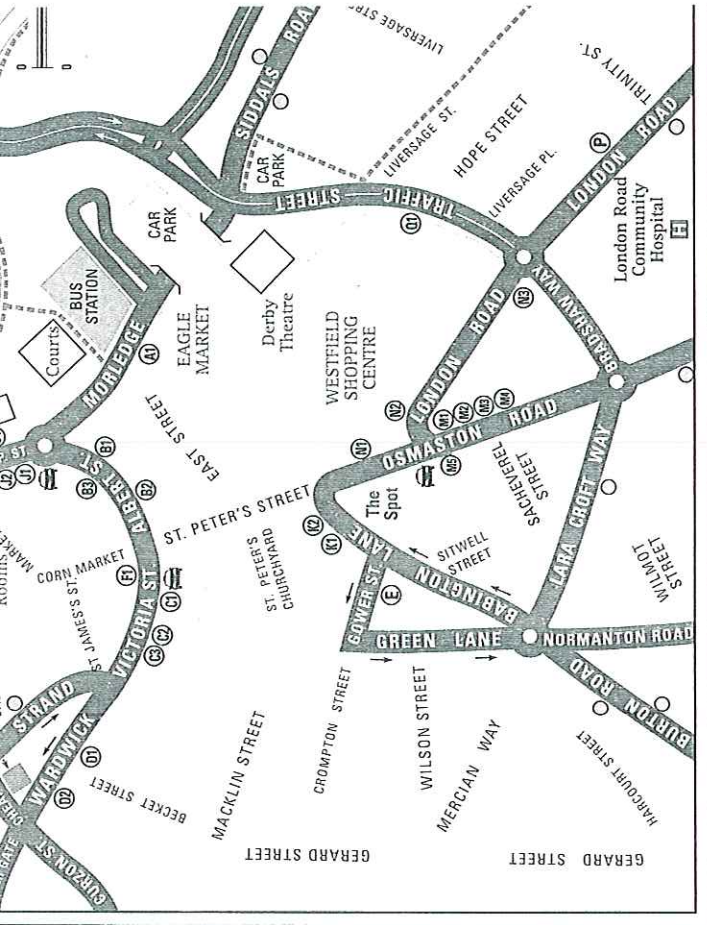 LIVERSAGE STR
TRINITY ST.
SIDDALS ROA
LIVERSAGE ST.
HOPE STREET
LIVERSAGE PL.
LONDON ROAD
P
London Road
Community
Hospital
H
CAR
PARK
TRAFFIC STREET
Q1
CAR
PARK
BUS
STATION
Courts
MORLEDGE
A1
EAGLE
MARKET
Derby
Theatre
WESTFIELD
SHOPPING
CENTRE
LONDON ROAD
N3
BRADSHAW WAY
N2
N1
M1
M2
M3
M4
M5
OSMASTON ROAD
EAST STREET
P ST
J2
J1
B1
B3
B2
ALBERT ST.
ST. PETER'S STREET
The
Spot
SACHEVEREL
STREET
K2
K1
ST. PETER'S
CHURCHYARD
CORN MARKET
MARKE
F1
C1
C2
C3
ST JAMES'S ST.
VICTORIA ST.
SITWELL
STREET
BABINGTON LANE
LARA CROFT WAY
WILMOT
STREET
GOWER ST.
E
GREEN LANE
NORMANTON ROAD
BURTON ROAD
STRAND
WARDWICK
D1
D2
BECKET STREET
MACKLIN STREET
CROMPTON STREET
WILSON STREET
MERCIAN WAY
HARCOURT STREET
CURZON ST.
GERARD STREET
GERARD STREET